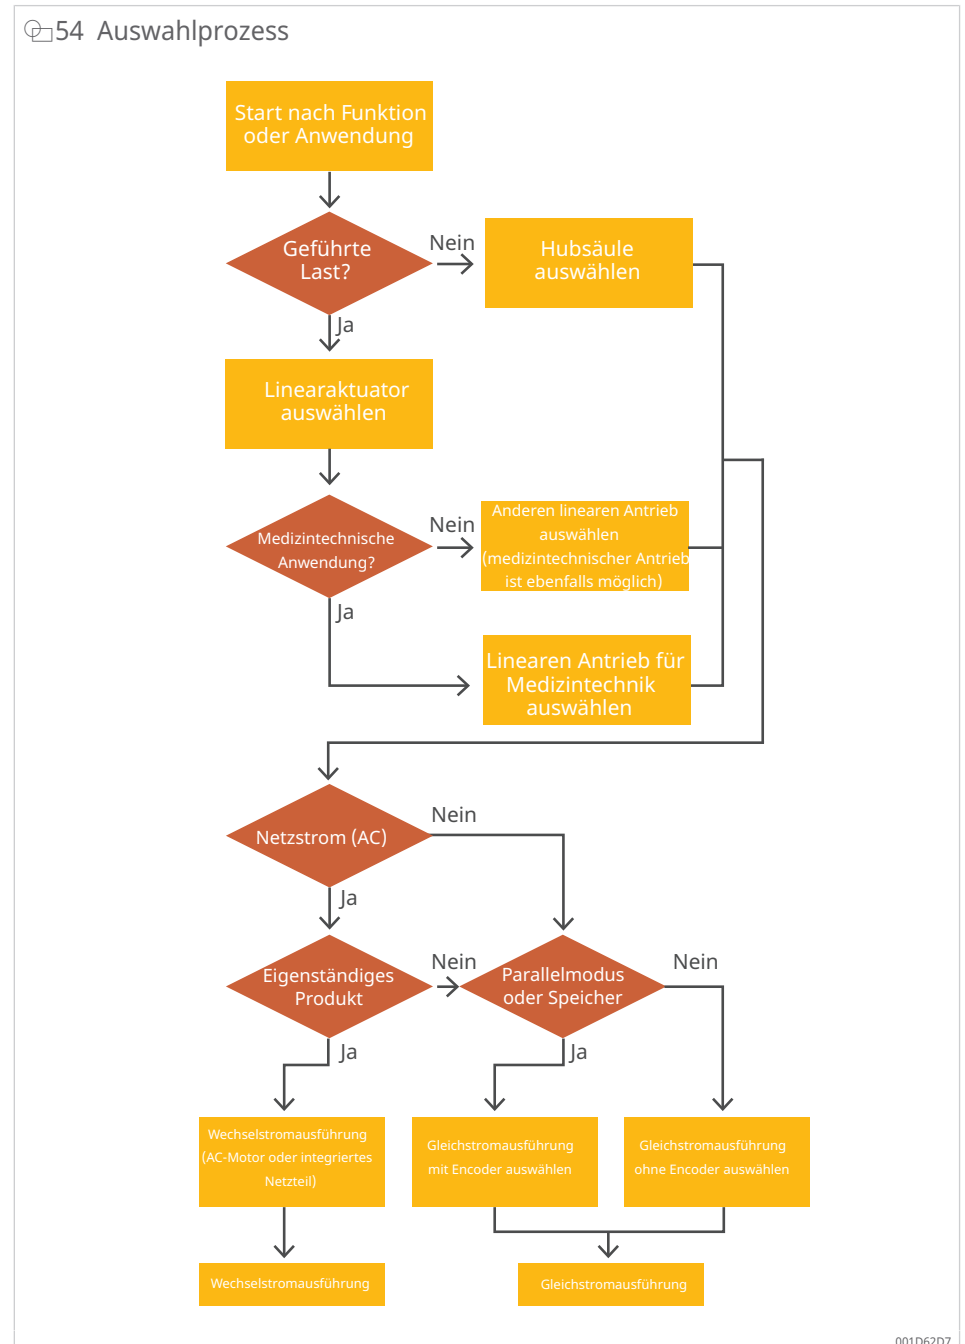 54 Auswahlprozess
Start nach Funktion
oder Anwendung
Geführte
Last?
Nein
Hubsäule
auswählen
Ja
Linearaktuator
auswählen
Medizintechnische
Anwendung?
Nein
Anderen linearen Antrieb
auswählen
(medizintechnischer Antrieb
ist ebenfalls möglich)
Ja
Linearen Antrieb für
Medizintechnik
auswählen
Netzstrom (AC)
Nein
Ja
Eigenständiges
Produkt
Nein
Parallelmodus
oder Speicher
Nein
Ja
Ja
Wechselstromausführung
(AC-Motor oder integriertes
Netzteil)
Gleichstromausführung
mit Encoder auswählen
Gleichstromausführung
ohne Encoder auswählen
Wechselstromausführung
Gleichstromausführung
001D62D7